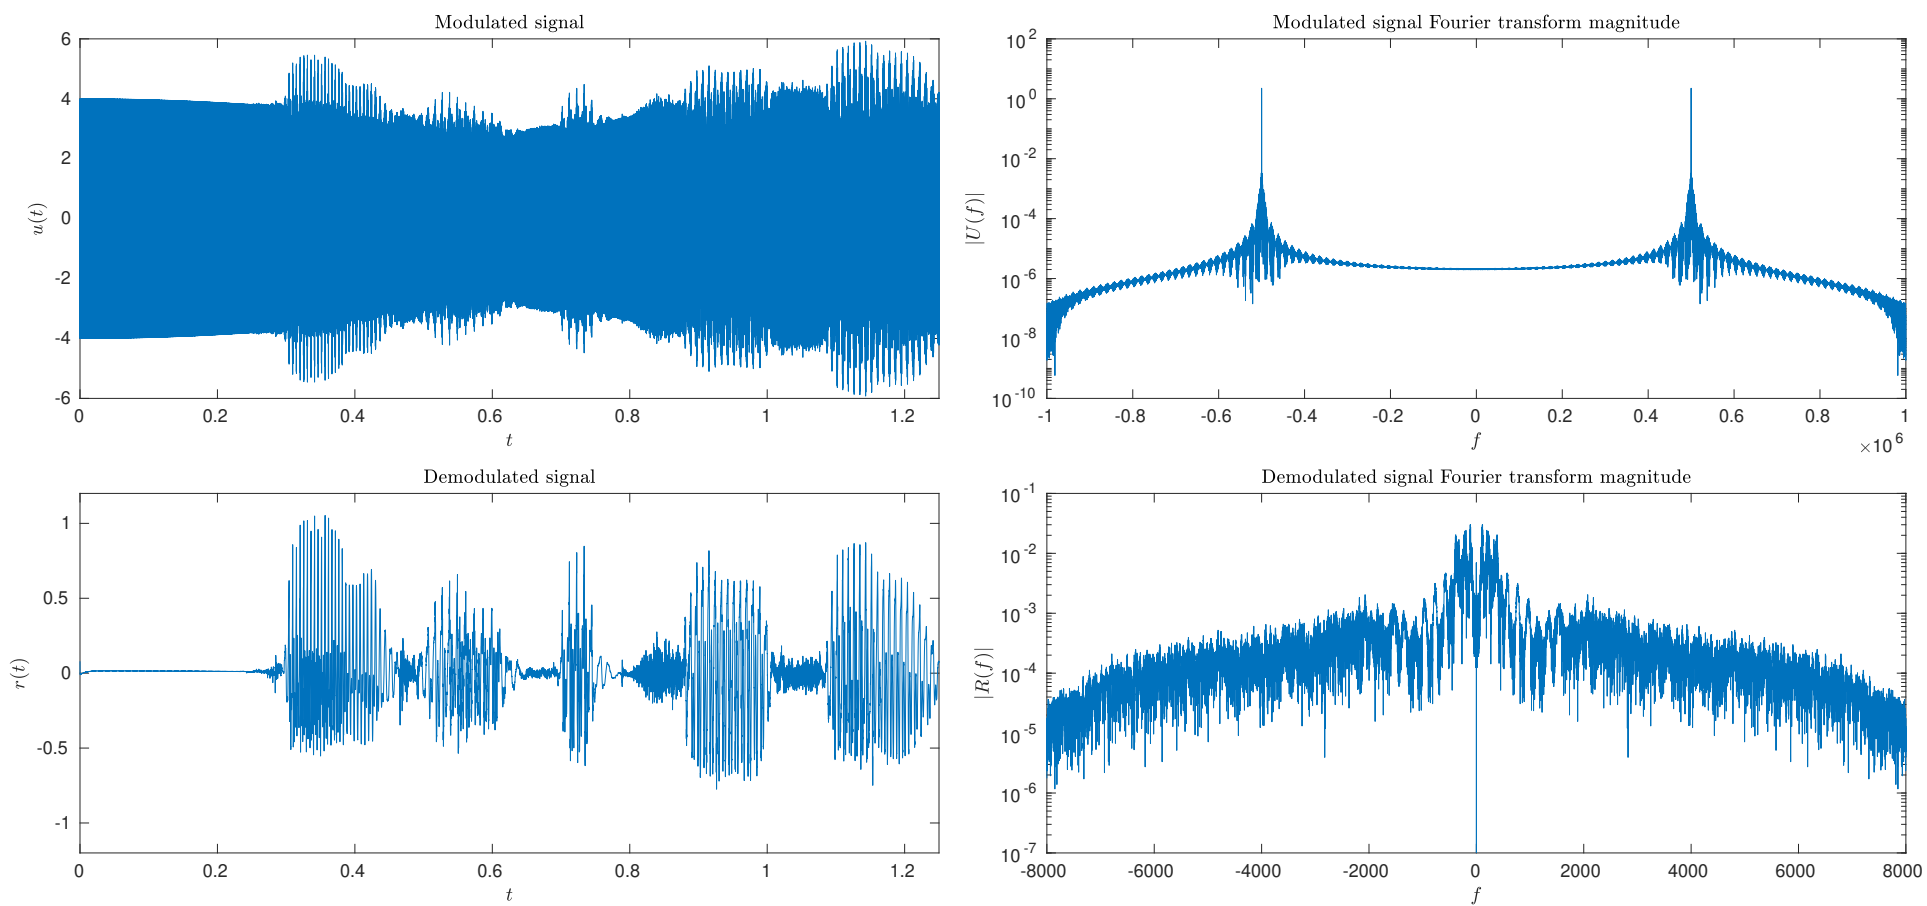 Modulated signal
6
4
2
0
-2
-4
-6
u(t)
0 0.2 0.4 0.6 0.8 1 1.2
t
Modulated signal Fourier transform magnitude
10^2
10^0
10^-2
10^-4
10^-6
10^-8
10^-10
|U(f)|
-1 -0.8 -0.6 -0.4 -0.2 0 0.2 0.4 0.6 0.8 1
f
×10^6
Demodulated signal
1
0.5
0
-0.5
-1
r(t)
0 0.2 0.4 0.6 0.8 1 1.2
t
Demodulated signal Fourier transform magnitude
10^-1
10^-2
10^-3
10^-4
10^-5
10^-6
10^-7
|R(f)|
-8000 -6000 -4000 -2000 0 2000 4000 6000 8000
f